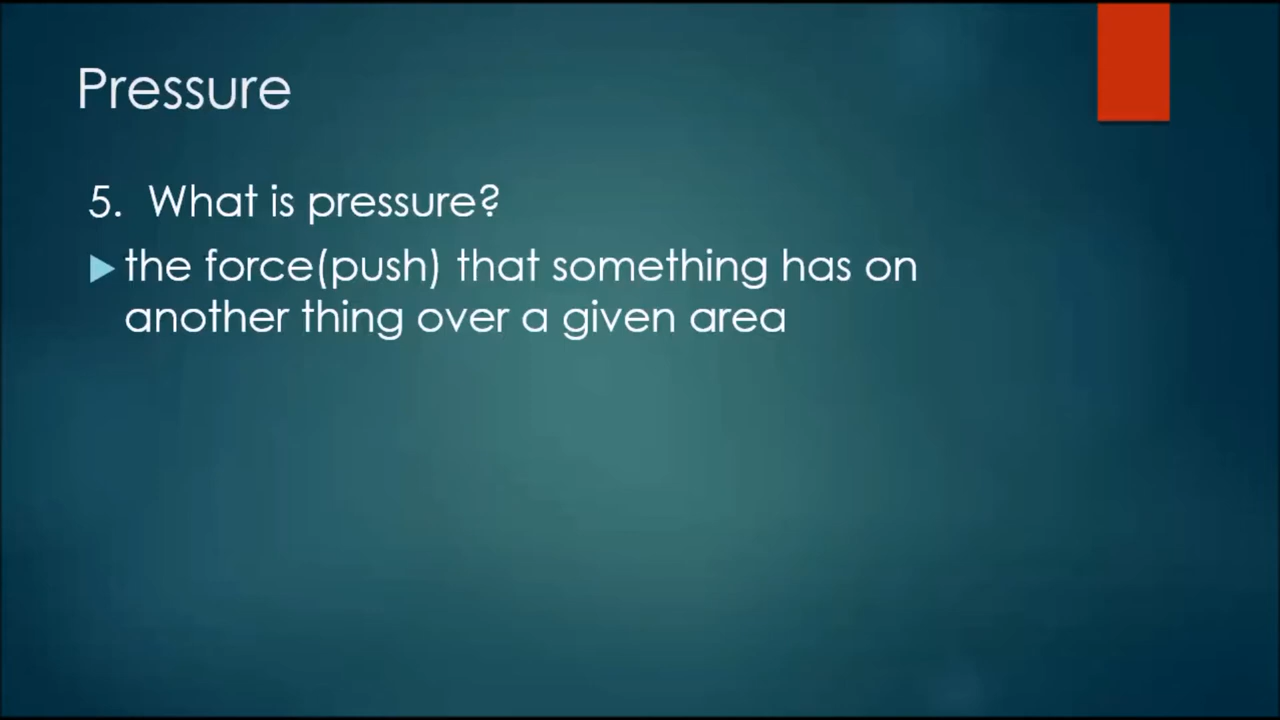 Pressure
5. What is pressure?
the force(push) that something has on
another thing over a given area